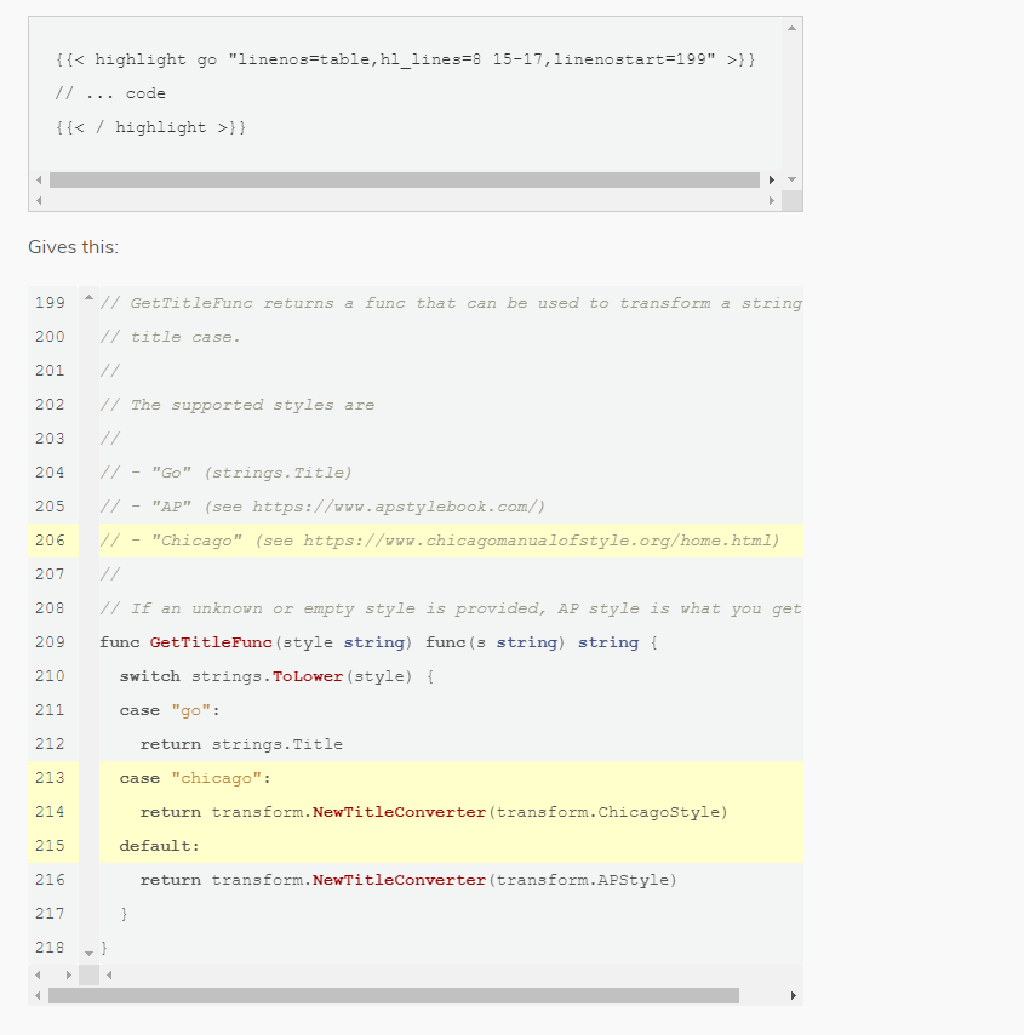 {{< highlight go "linenos=table,hl_lines=8 15-17,linenostart=199" >}}
// ... code
{{< / highlight >}}
Gives this:
199 // GetTitleFunc returns a func that can be used to transform a string
200 // title case.
201 //
202 // The supported styles are
203 //
204 // - "Go" (strings.Title)
205 // - "AP" (see https://www.apstylebook.com/)
206 // - "Chicago" (see https://www.chicagomanualofstyle.org/home.html)
207 //
208 // If an unknown or empty style is provided, AP style is what you get
209 func GetTitleFunc(style string) func(s string) string {
210   switch strings.ToLower(style) {
211   case "go":
212     return strings.Title
213   case "chicago":
214     return transform.NewTitleConverter(transform.ChicagoStyle)
215   default:
216     return transform.NewTitleConverter(transform.APStyle)
217   }
218 }